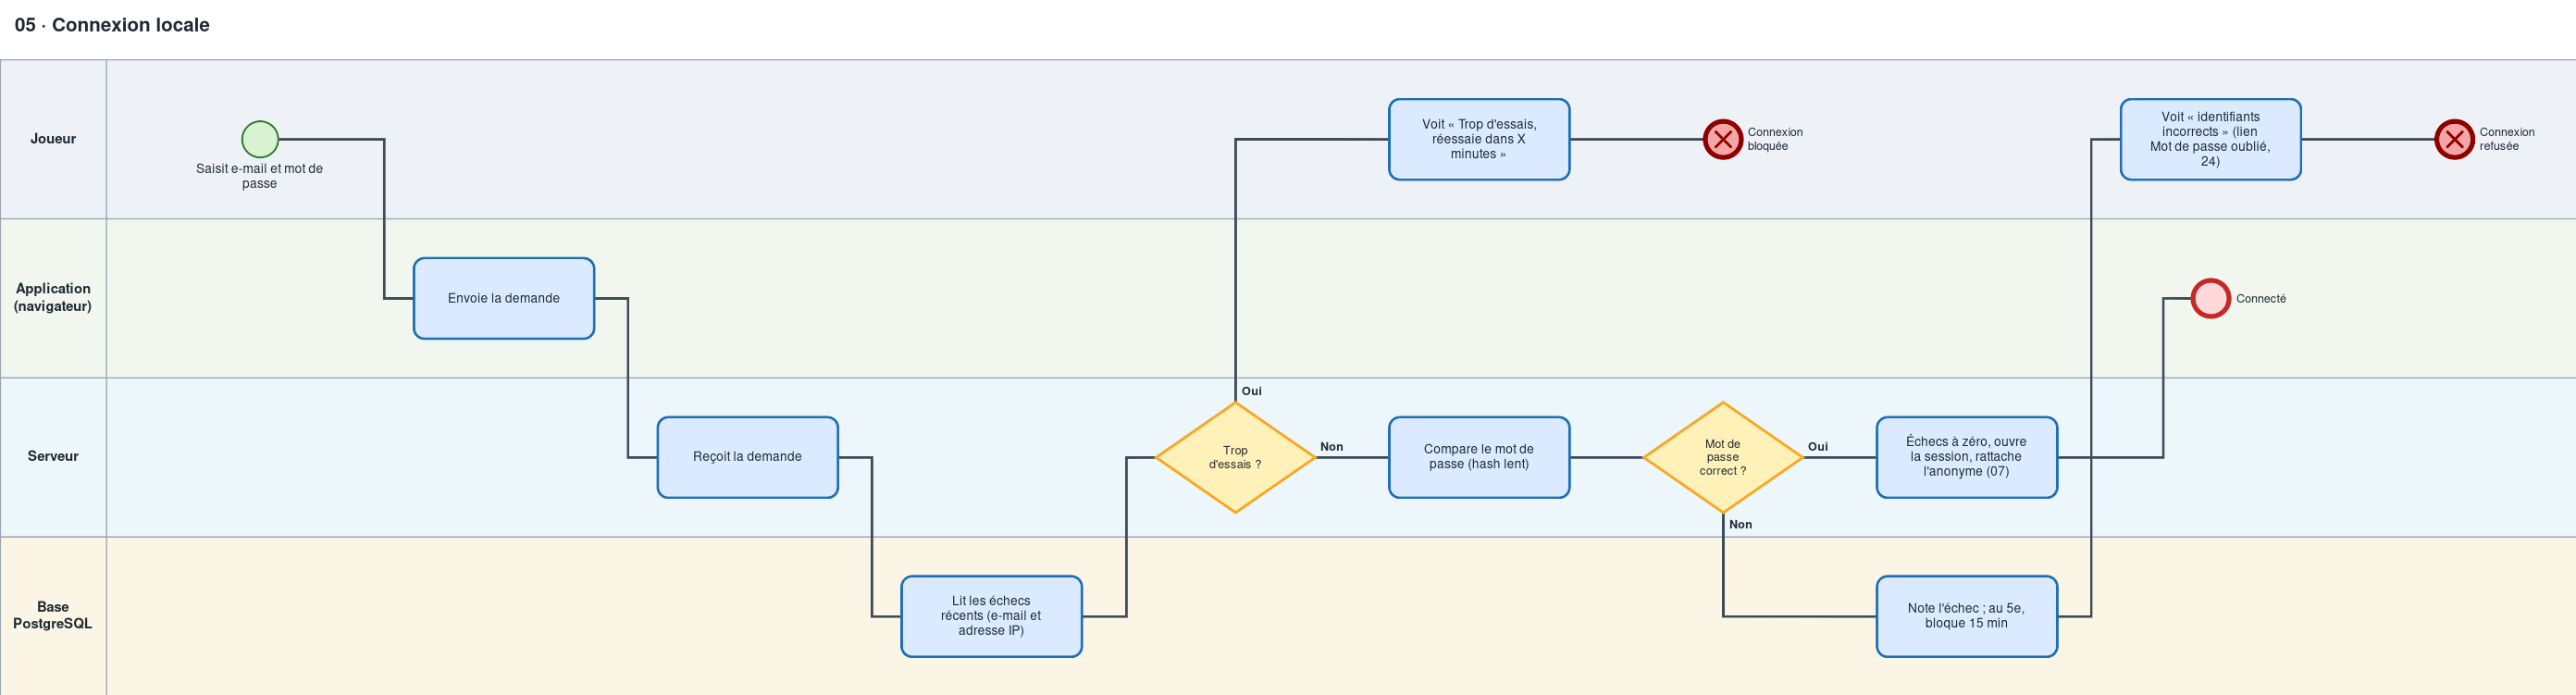 05 · Connexion locale
Joueur
Saisit e-mail et mot de
passe
Voit « Trop d'essais,
réessaie dans X
minutes »
Connexion
bloquée
Voit « identifiants
incorrects » (lien
Mot de passe oublié,
24)
Connexion
refusée
Application
(navigateur)
Envoie la demande
Connecté
Serveur
Reçoit la demande
Oui
Trop
d'essais ?
Non
Compare le mot de
passe (hash lent)
Mot de
passe
correct ?
Oui
Non
Échecs à zéro, ouvre
la session, rattache
l'anonyme (07)
Base
PostgreSQL
Lit les échecs
récents (e-mail et
adresse IP)
Note l'échec ; au 5e,
bloque 15 min